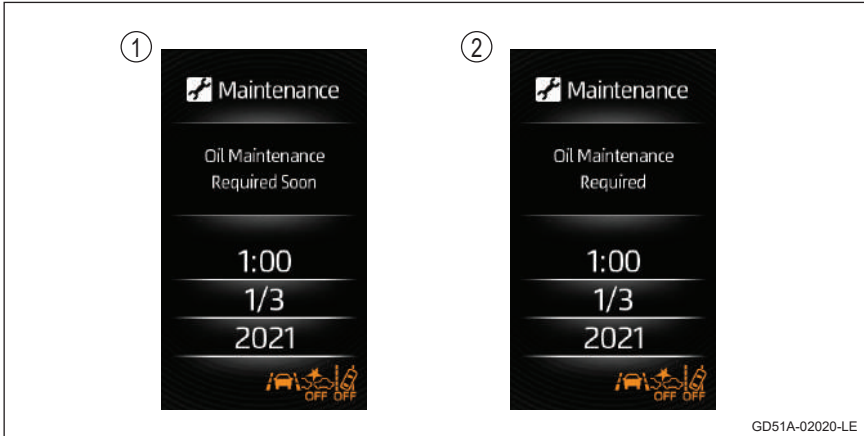 1
Maintenance
Oil Maintenance
Required Soon
1:00
1/3
2021
OFF OFF
2
Maintenance
Oil Maintenance
Required
1:00
1/3
2021
OFF OFF
GD51A-02020-LE